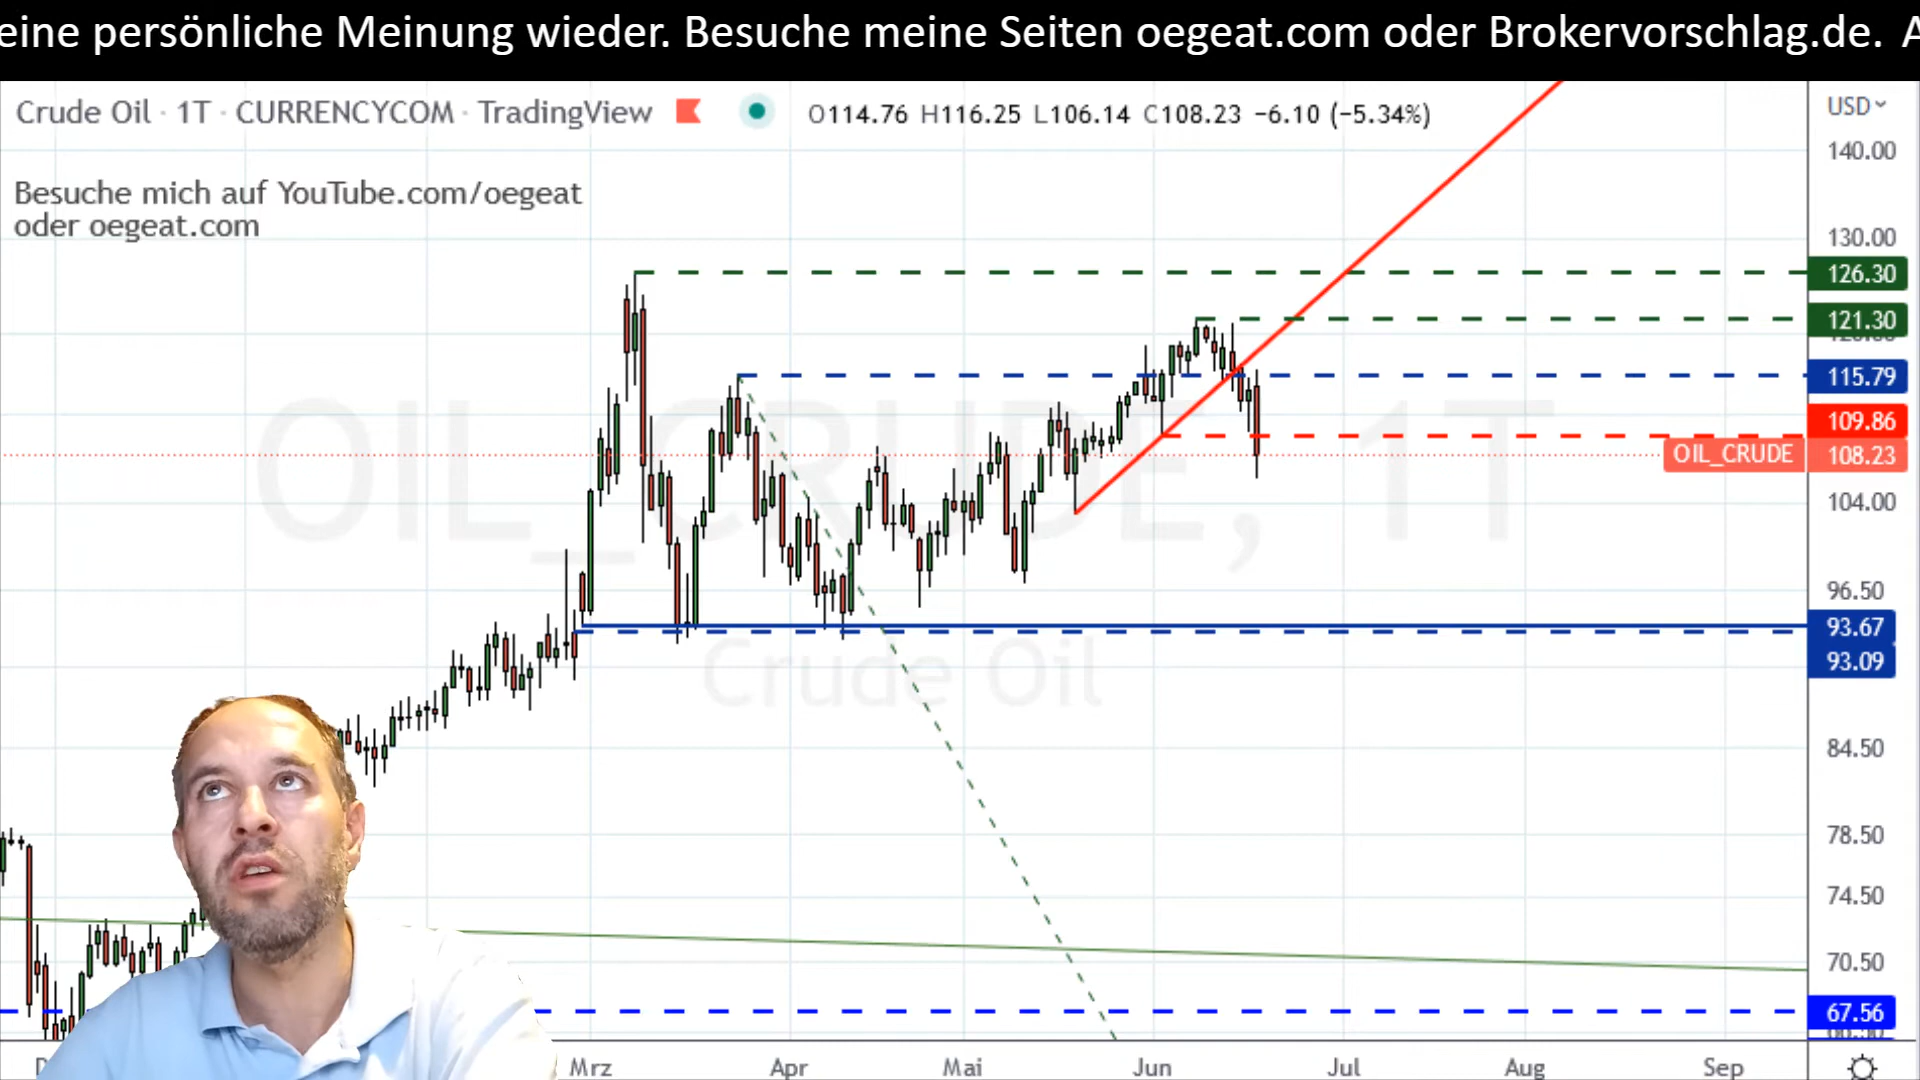 eine persönliche Meinung wieder. Besuche meine Seiten oegeat.com oder Brokervorschlag.de. A
Crude Oil · 1T · CURRENCYCOM · TradingView
O114.76 H116.25 L106.14 C108.23 −6.10 (−5.34%)
USD
140.00
Besuche mich auf YouTube.com/oegeat
oder oegeat.com
130.00
126.30
121.30
115.79
109.86
OIL_CRUDE 108.23
OIL_CRUDE, 1T
104.00
96.50
93.67
93.09
Crude Oil
84.50
78.50
74.50
70.50
67.56
Mrz Apr Mai Jun Jul Aug Sep